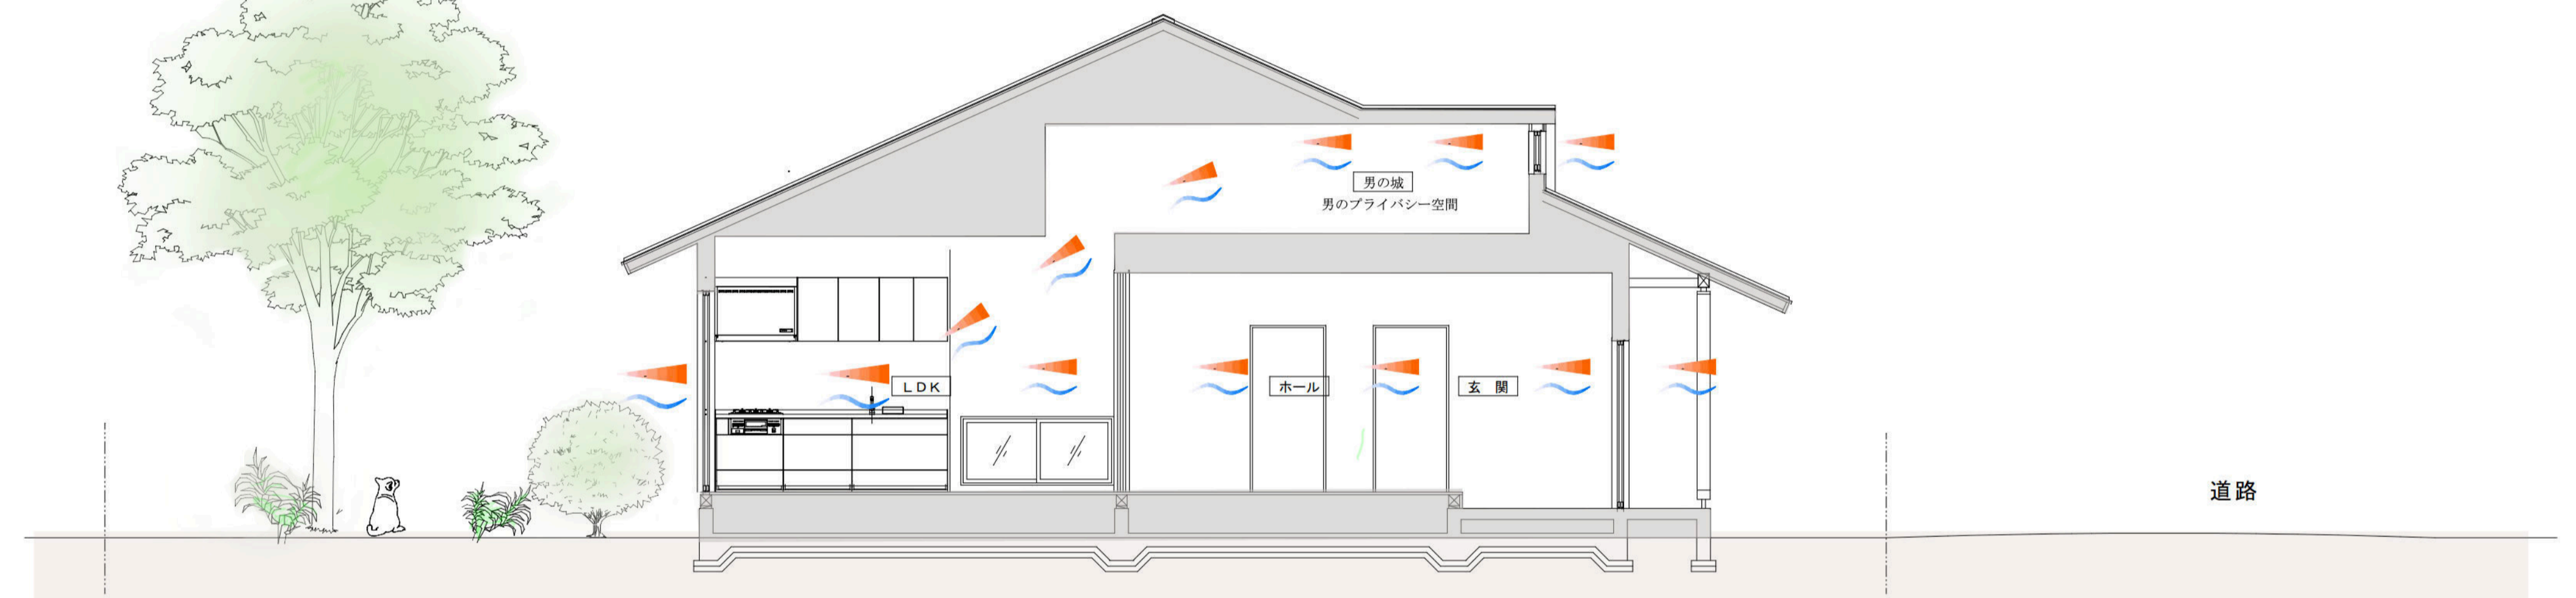 男の城
男のプライバシー空間
LDK
ホール
玄　関
道路